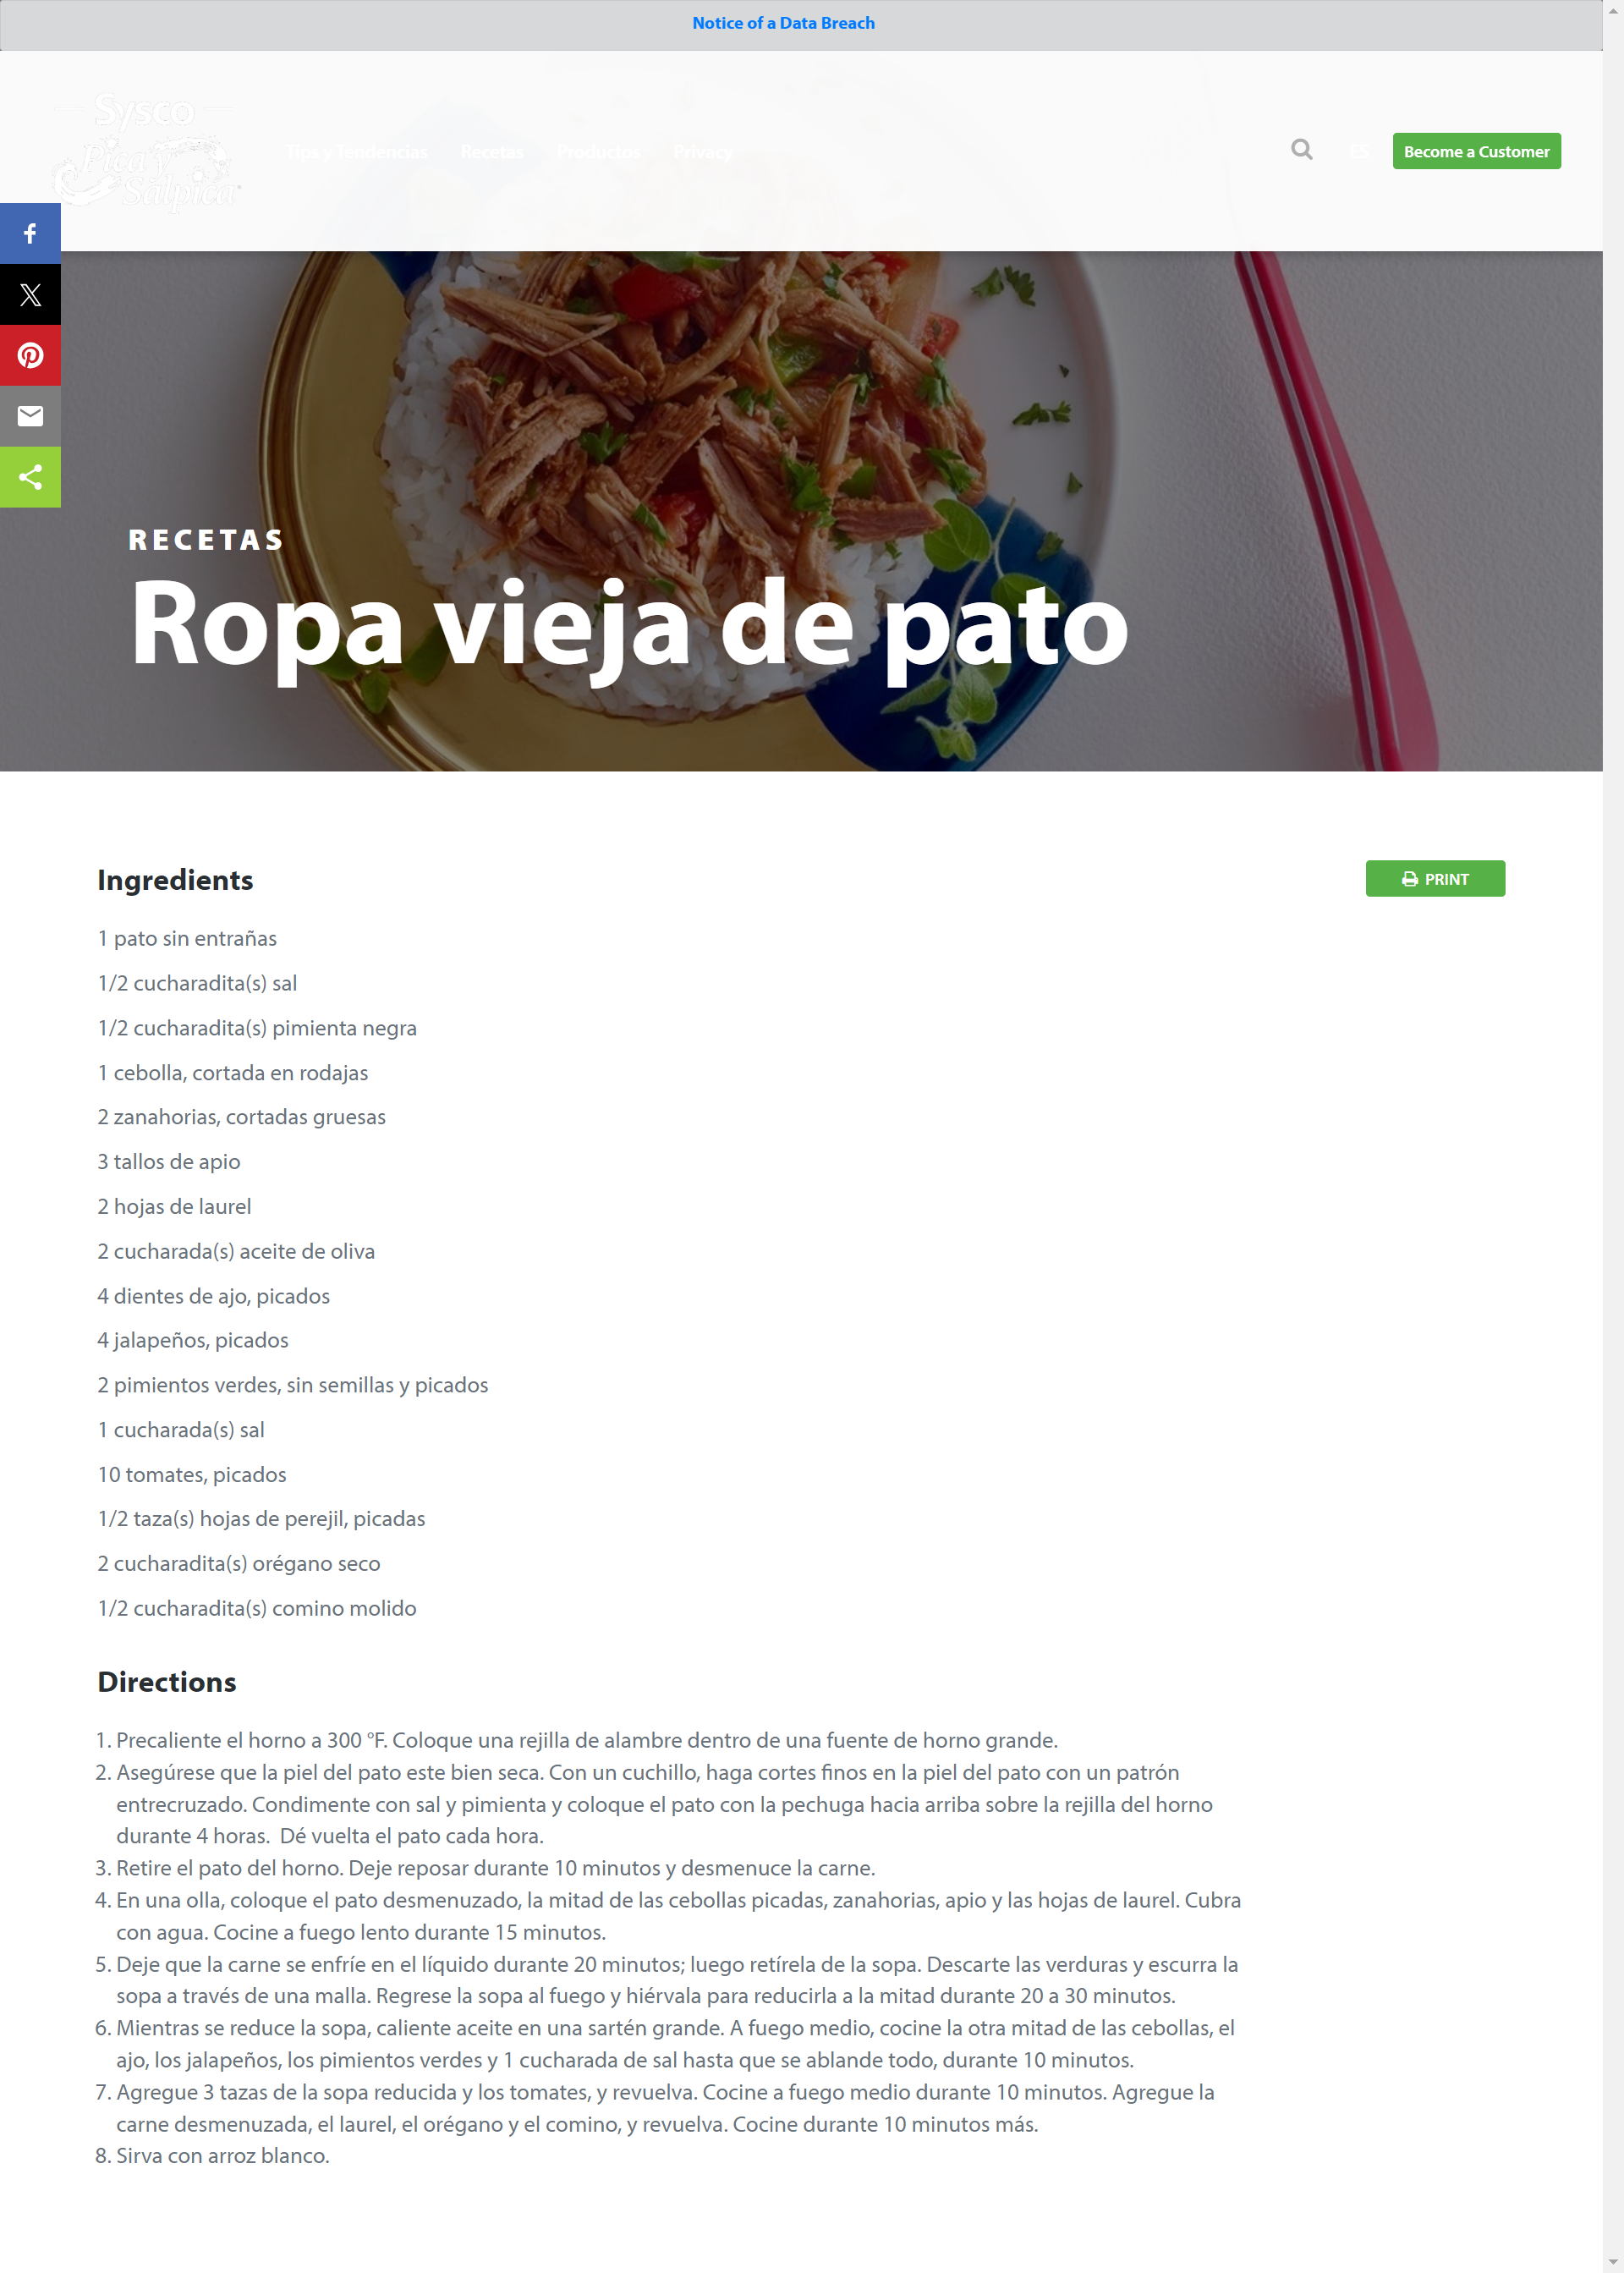 Notice of a Data Breach
Sysco
Pica y
Salpica
Tips y Tendencias
Recetas
Productos
Privacy
ES
Become a Customer
RECETAS
Ropa vieja de pato
Ingredients
PRINT
1 pato sin entrañas
1/2 cucharadita(s) sal
1/2 cucharadita(s) pimienta negra
1 cebolla, cortada en rodajas
2 zanahorias, cortadas gruesas
3 tallos de apio
2 hojas de laurel
2 cucharada(s) aceite de oliva
4 dientes de ajo, picados
4 jalapeños, picados
2 pimientos verdes, sin semillas y picados
1 cucharada(s) sal
10 tomates, picados
1/2 taza(s) hojas de perejil, picadas
2 cucharadita(s) orégano seco
1/2 cucharadita(s) comino molido
Directions
1. Precaliente el horno a 300 °F. Coloque una rejilla de alambre dentro de una fuente de horno grande.
2. Asegúrese que la piel del pato este bien seca. Con un cuchillo, haga cortes finos en la piel del pato con un patrón
entrecruzado. Condimente con sal y pimienta y coloque el pato con la pechuga hacia arriba sobre la rejilla del horno
durante 4 horas.  Dé vuelta el pato cada hora.
3. Retire el pato del horno. Deje reposar durante 10 minutos y desmenuce la carne.
4. En una olla, coloque el pato desmenuzado, la mitad de las cebollas picadas, zanahorias, apio y las hojas de laurel. Cubra
con agua. Cocine a fuego lento durante 15 minutos.
5. Deje que la carne se enfríe en el líquido durante 20 minutos; luego retírela de la sopa. Descarte las verduras y escurra la
sopa a través de una malla. Regrese la sopa al fuego y hiérvala para reducirla a la mitad durante 20 a 30 minutos.
6. Mientras se reduce la sopa, caliente aceite en una sartén grande. A fuego medio, cocine la otra mitad de las cebollas, el
ajo, los jalapeños, los pimientos verdes y 1 cucharada de sal hasta que se ablande todo, durante 10 minutos.
7. Agregue 3 tazas de la sopa reducida y los tomates, y revuelva. Cocine a fuego medio durante 10 minutos. Agregue la
carne desmenuzada, el laurel, el orégano y el comino, y revuelva. Cocine durante 10 minutos más.
8. Sirva con arroz blanco.